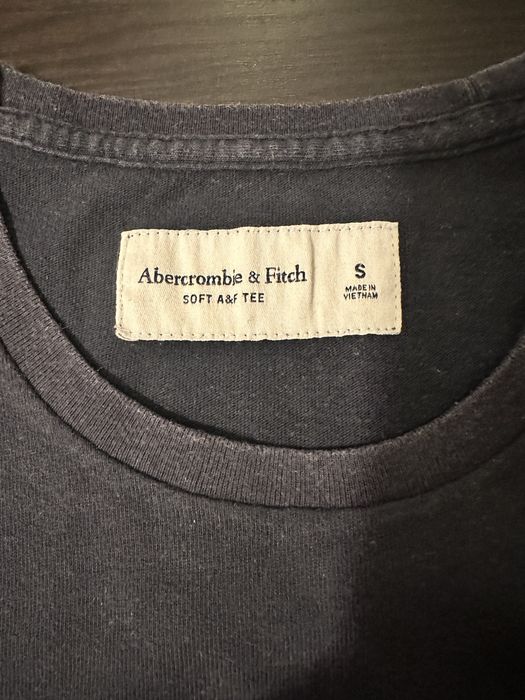 Abercrombie & Fitch
SOFT A&F TEE
S
MADE IN
VIETNAM